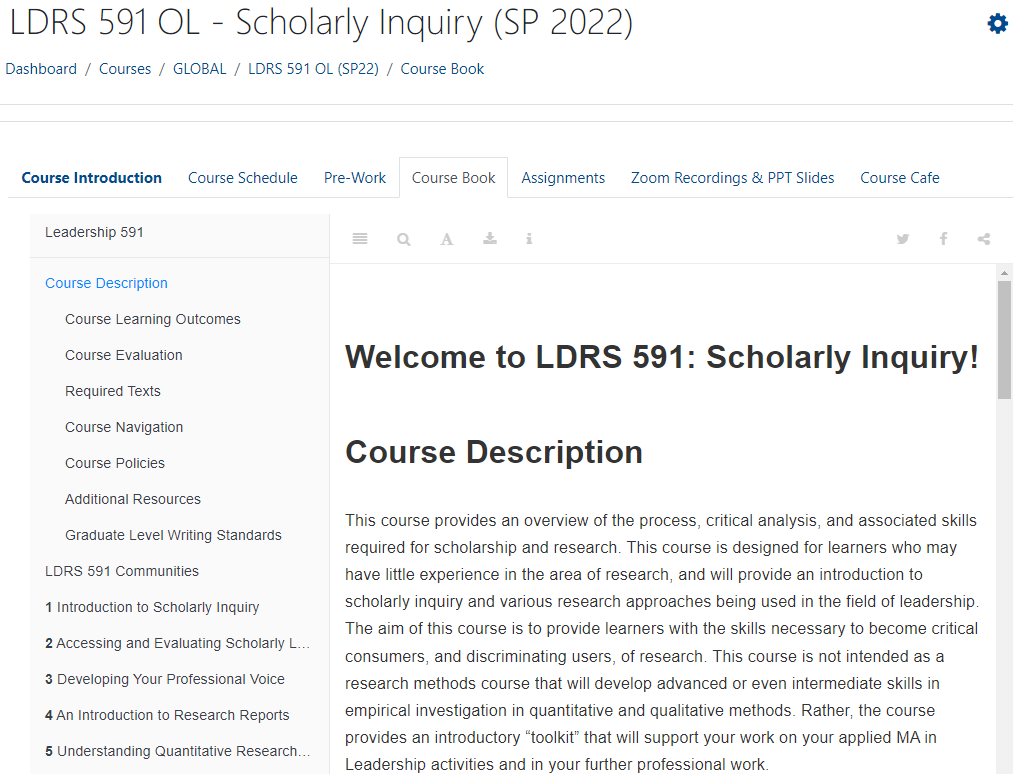 LDRS 591 OL - Scholarly Inquiry (SP 2022)
Dashboard / Courses / GLOBAL / LDRS 591 OL (SP22) / Course Book
Course Introduction Course Schedule Pre-Work Course Book Assignments Zoom Recordings & PPT Slides Course Cafe
Leadership 591
Course Description
Course Learning Outcomes
Course Evaluation
Required Texts
Course Navigation
Course Policies
Additional Resources
Graduate Level Writing Standards
LDRS 591 Communities
1 Introduction to Scholarly Inquiry
2 Accessing and Evaluating Scholarly L...
3 Developing Your Professional Voice
4 An Introduction to Research Reports
5 Understanding Quantitative Research...
A
Welcome to LDRS 591: Scholarly Inquiry!
Course Description
This course provides an overview of the process, critical analysis, and associated skills
required for scholarship and research. This course is designed for learners who may
have little experience in the area of research, and will provide an introduction to
scholarly inquiry and various research approaches being used in the field of leadership.
The aim of this course is to provide learners with the skills necessary to become critical
consumers, and discriminating users, of research. This course is not intended as a
research methods course that will develop advanced or even intermediate skills in
empirical investigation in quantitative and qualitative methods. Rather, the course
provides an introductory “toolkit” that will support your work on your applied MA in
Leadership activities and in your further professional work.